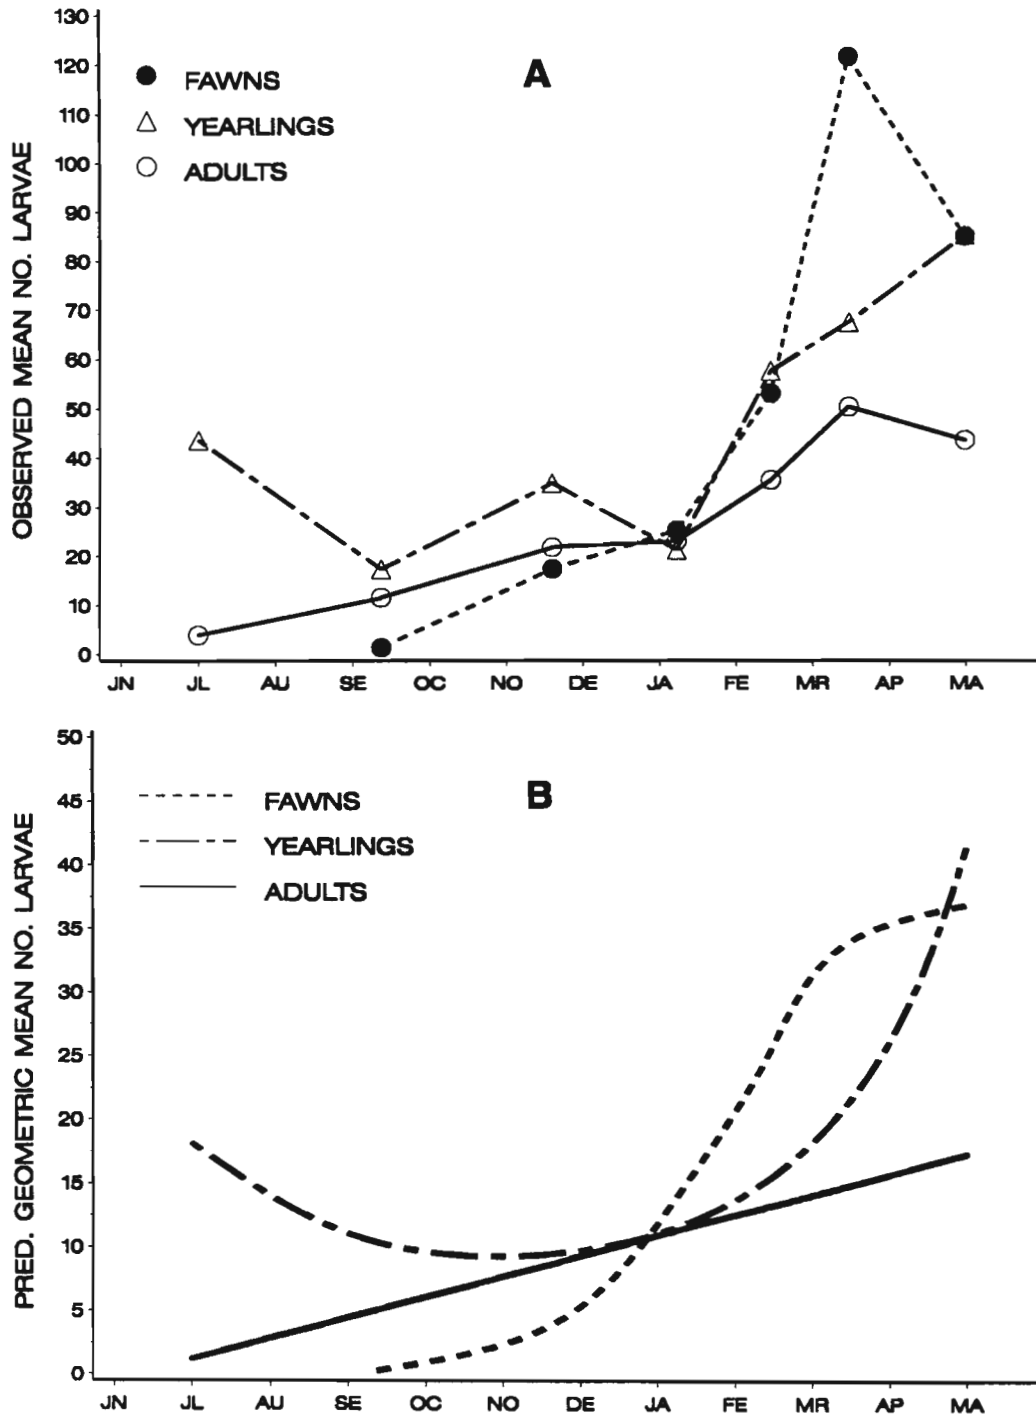 130
120
110
100
90
80
70
60
50
40
30
20
10
0
OBSERVED MEAN NO. LARVAE
A
FAWNS
YEARLINGS
ADULTS
JN JL AU SE OC NO DE JA FE MR AP MA
50
45
40
35
30
25
20
15
10
5
0
PRED. GEOMETRIC MEAN NO. LARVAE
B
FAWNS
YEARLINGS
ADULTS
JN JL AU SE OC NO DE JA FE MR AP MA